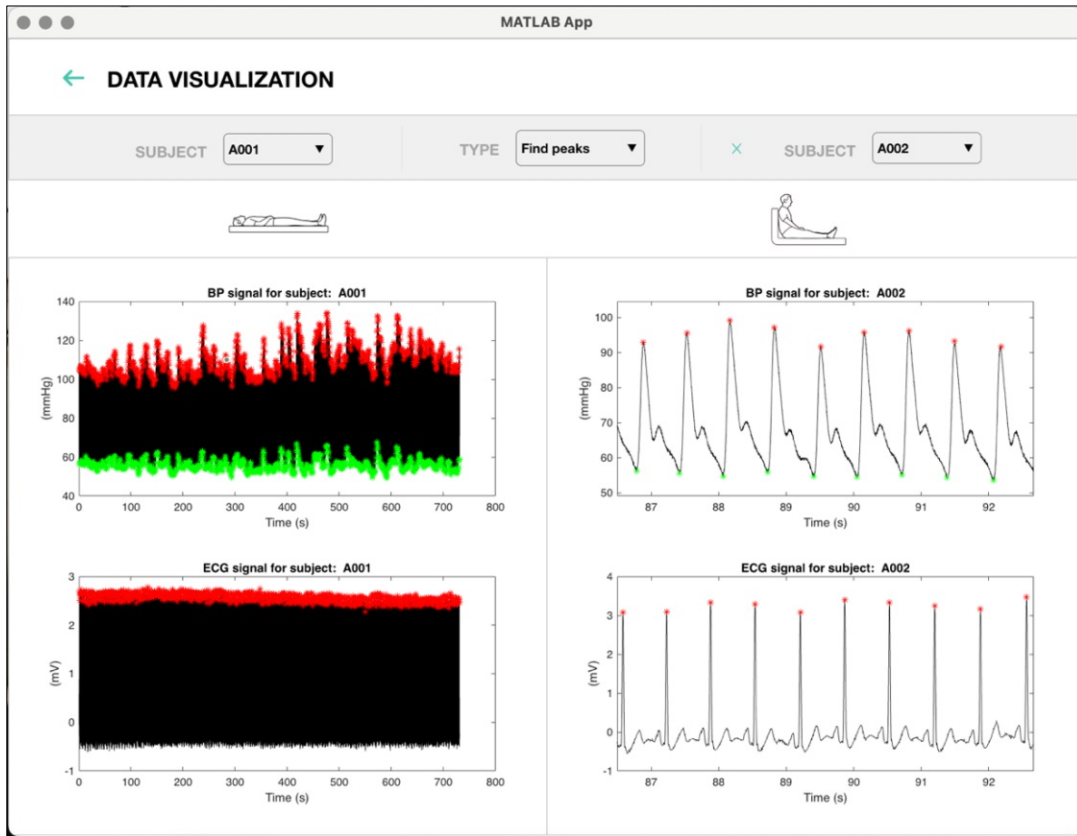 MATLAB App
DATA VISUALIZATION
SUBJECT A001 TYPE Find peaks X SUBJECT A002
BP signal for subject: A001
140
120
100
80
60
40
(mmHg)
0 100 200 300 400 500 600 700 800
Time (s)
BP signal for subject: A002
100
90
80
70
60
50
(mmHg)
87 88 89 90 91 92
Time (s)
ECG signal for subject: A001
3
2
1
0
-1
(mV)
0 100 200 300 400 500 600 700 800
Time (s)
ECG signal for subject: A002
4
3
2
1
0
-1
(mV)
87 88 89 90 91 92
Time (s)